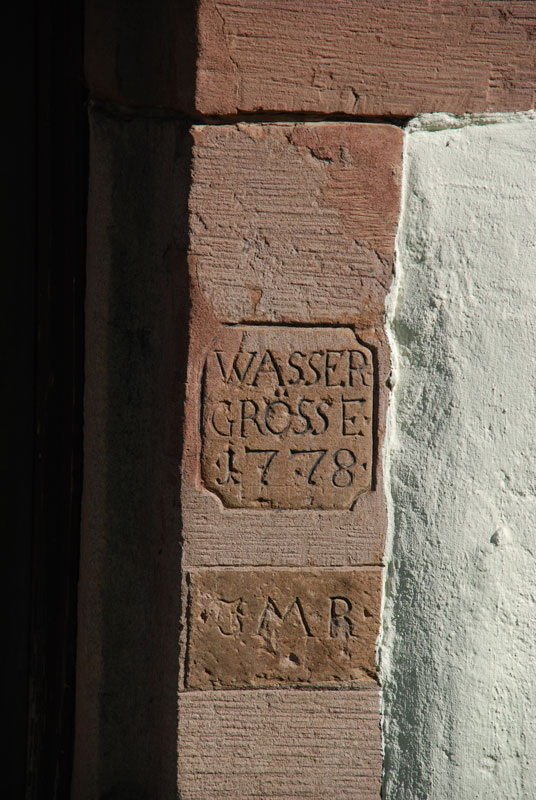 WASSER
GRÖSSE
·1778·
·I·M·R·